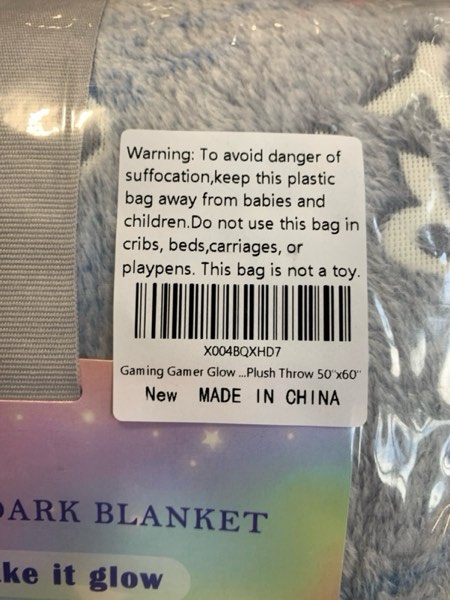 Warning: To avoid danger of
suffocation,keep this plastic
bag away from babies and
children.Do not use this bag in
cribs, beds,carriages, or
playpens. This bag is not a toy.
X004BQXHD7
Gaming Gamer Glow ...Plush Throw 50"x60"
New MADE IN CHINA
DARK BLANKET
ke it glow